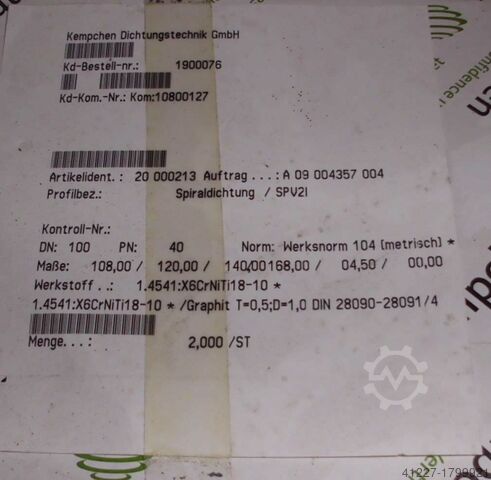 Kempchen Dichtungstechnik GmbH
Kd-Bestell-nr.: 1900076
Kd-Kom.-Nr.: Kom:10800127
Artikelident.: 20 000213 Auftrag ...: A 09 004357 004
Profilbez.: Spiraldichtung / SPV2I
Kontroll-Nr.:
DN: 100 PN: 40 Norm: Werksnorm 104 (metrisch) *
Maße: 108,00/ 120,00/ 140,00168,00 / 04,50 / 00,00
Werkstoff ..: 1.4541:X6CrNiTi18-10 *
1.4541:X6CrNiTi18-10 * /Graphit T=0,5;D=1,0 DIN 28090-28091/4
Menge....: 2,000 /ST
confidence
41227-1799921